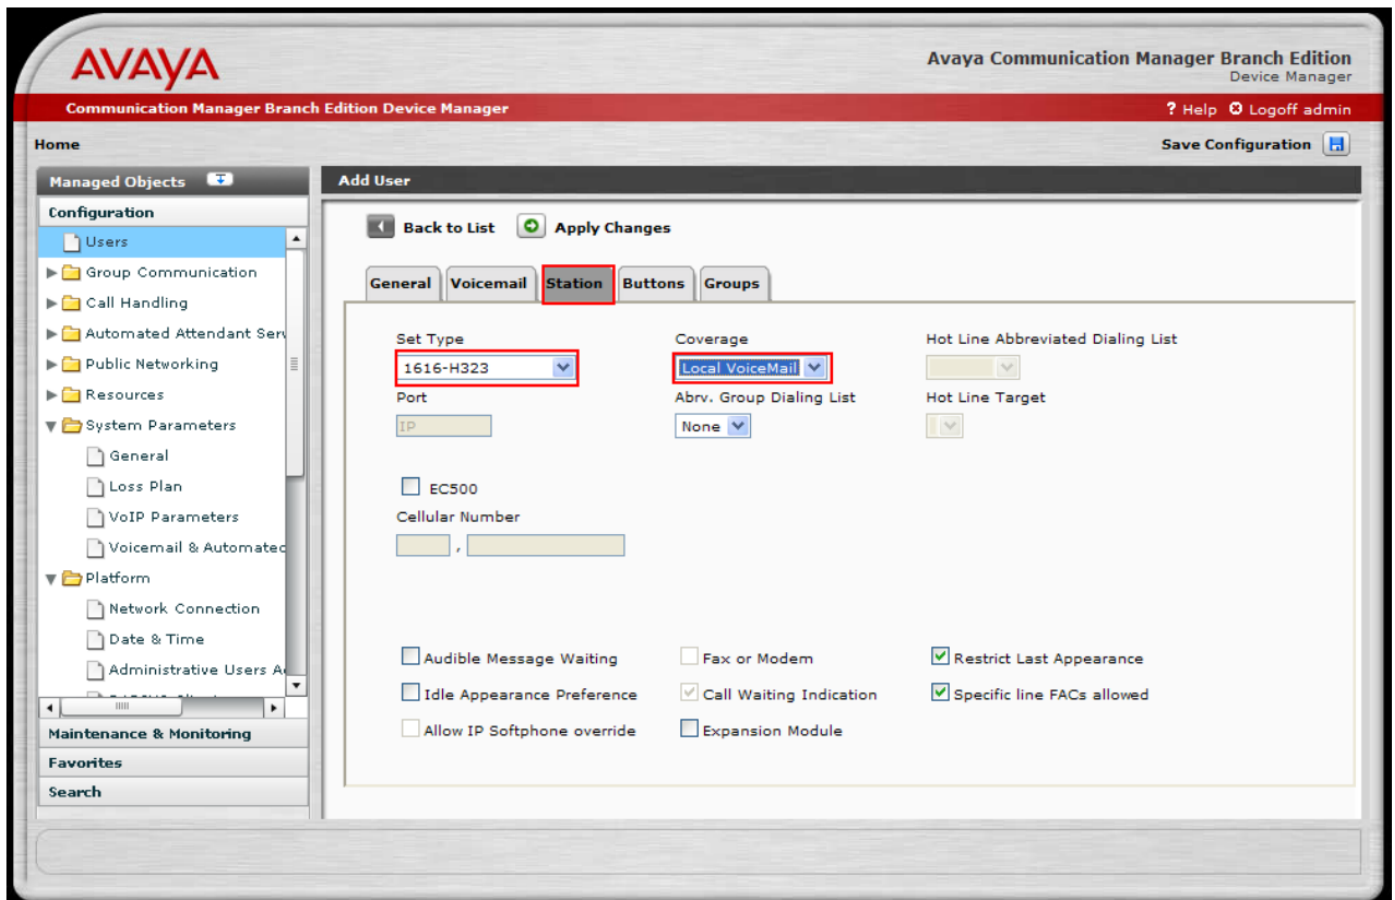 AVAYA
Avaya Communication Manager Branch Edition
Device Manager
Communication Manager Branch Edition Device Manager
? Help Logoff admin
Home
Save Configuration
Managed Objects
Add User
Configuration
Back to List Apply Changes
Users
Group Communication
Call Handling
Automated Attendant Serv
Public Networking
Resources
System Parameters
General
Loss Plan
VoIP Parameters
Voicemail & Automated
Platform
Network Connection
Date & Time
Administrative Users A
Maintenance & Monitoring
Favorites
Search
General Voicemail Station Buttons Groups
Set Type Coverage Hot Line Abbreviated Dialing List
1616-H323 Local VoiceMail
Port Abrv. Group Dialing List Hot Line Target
IP None
EC500
Cellular Number
,
Audible Message Waiting Fax or Modem Restrict Last Appearance
Idle Appearance Preference Call Waiting Indication Specific line FACs allowed
Allow IP Softphone override Expansion Module